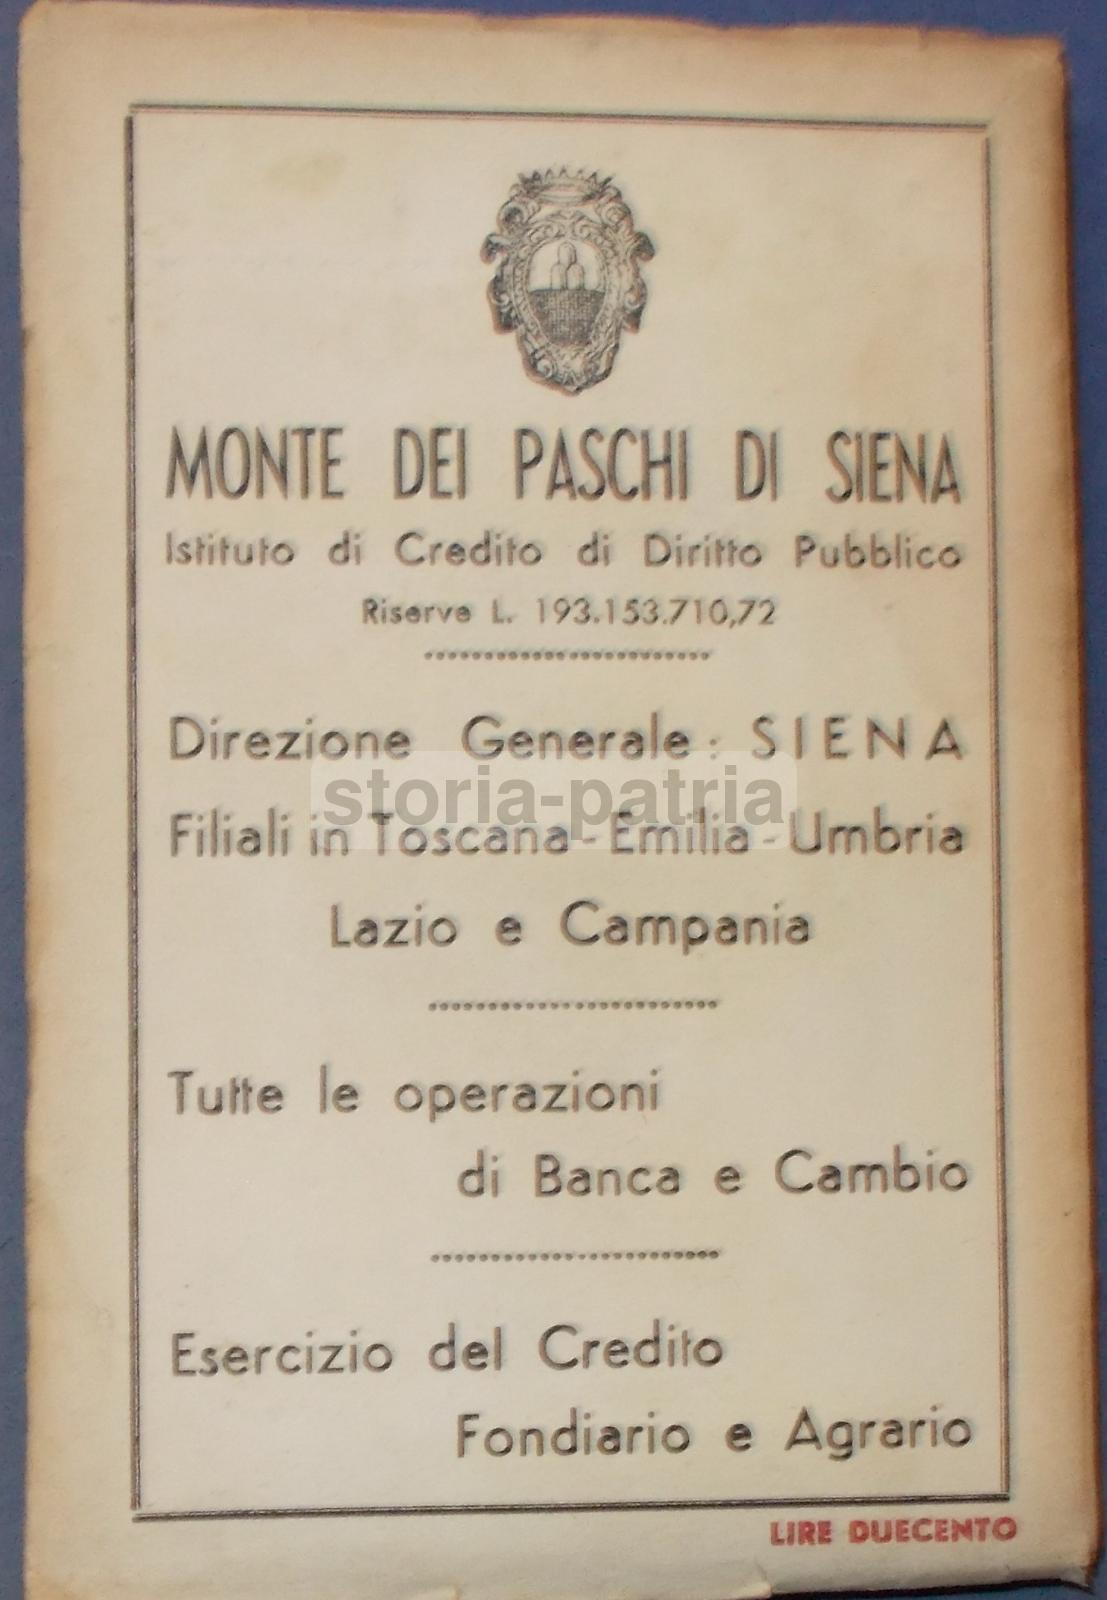 MONTE DEI PASCHI DI SIENA
Istituto di Credito di Diritto Pubblico
Riserve L. 193.153.710,72
Direzione Generale: SIENA
storia-patria
Filiali in Toscana - Emilia - Umbria
Lazio e Campania
Tutte le operazioni
di Banca e Cambio
Esercizio del Credito
Fondiario e Agrario
LIRE DUECENTO